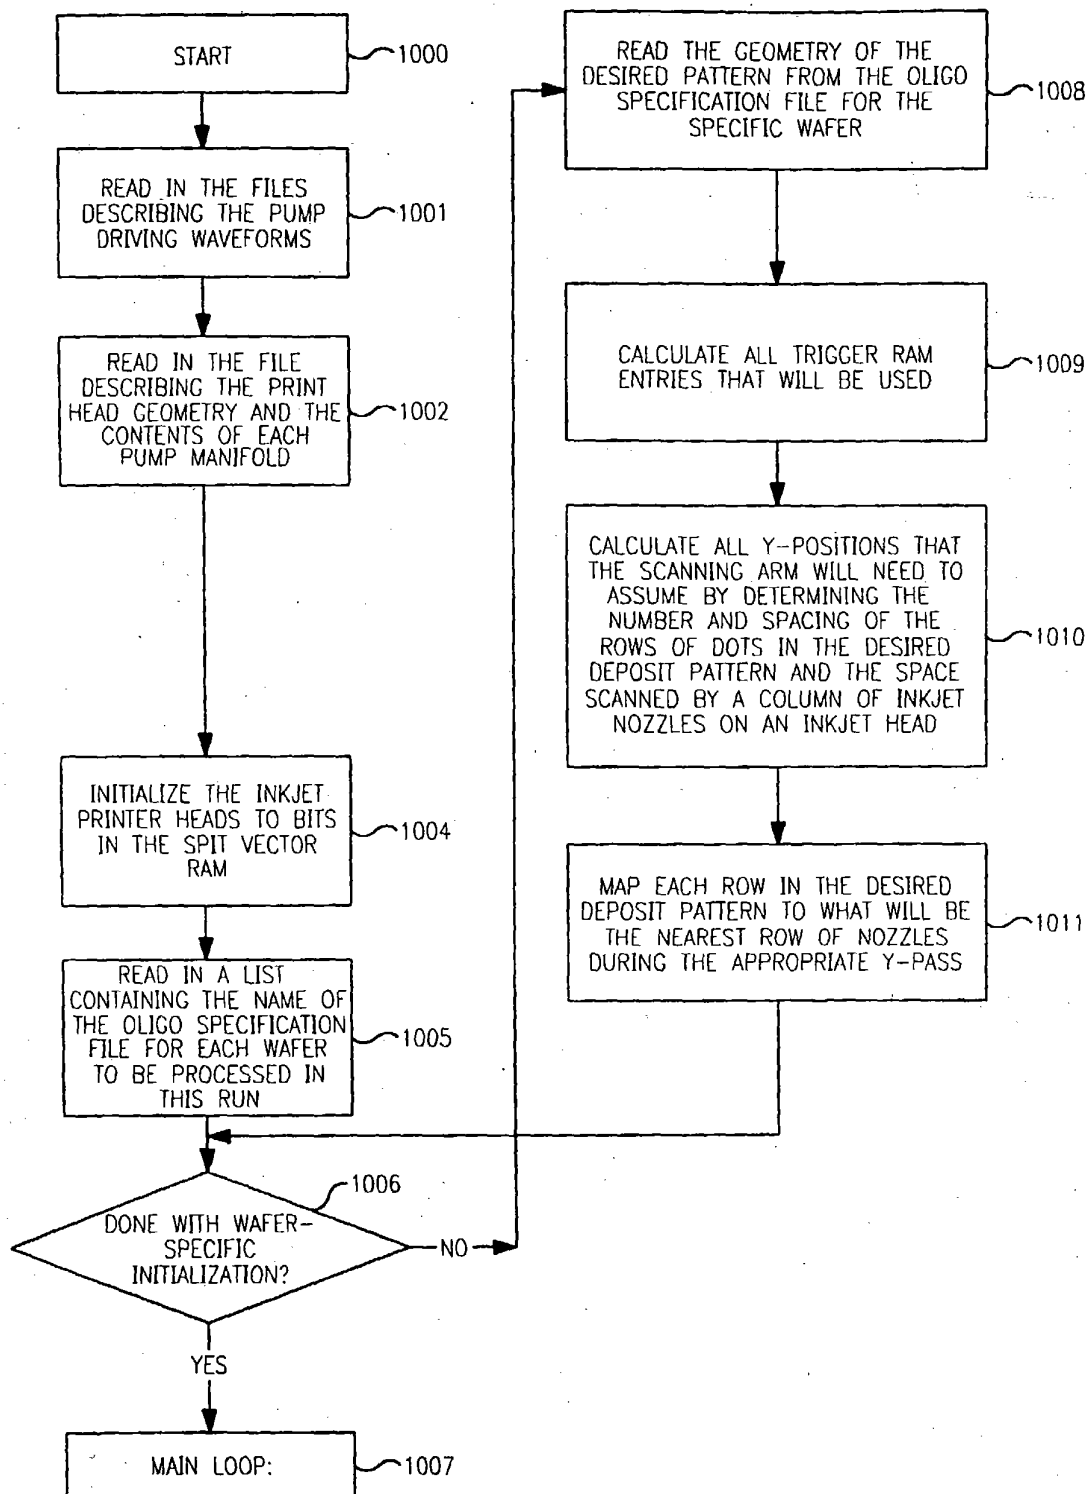 START
1000
READ IN THE FILES
DESCRIBING THE PUMP
DRIVING WAVEFORMS
1001
READ IN THE FILE
DESCRIBING THE PRINT
HEAD GEOMETRY AND THE
CONTENTS OF EACH
PUMP MANIFOLD
1002
INITIALIZE THE INKJET
PRINTER HEADS TO BITS
IN THE SPIT VECTOR
RAM
1004
READ IN A LIST
CONTAINING THE NAME OF
THE OLIGO SPECIFICATION
FILE FOR EACH WAFER
TO BE PROCESSED IN
THIS RUN
1005
DONE WITH WAFER-
SPECIFIC
INITIALIZATION?
1006
NO
YES
MAIN LOOP:
1007
READ THE GEOMETRY OF THE
DESIRED PATTERN FROM THE OLIGO
SPECIFICATION FILE FOR THE
SPECIFIC WAFER
1008
CALCULATE ALL TRIGGER RAM
ENTRIES THAT WILL BE USED
1009
CALCULATE ALL Y-POSITIONS THAT
THE SCANNING ARM WILL NEED TO
ASSUME BY DETERMINING THE
NUMBER AND SPACING OF THE
ROWS OF DOTS IN THE DESIRED
DEPOSIT PATTERN AND THE SPACE
SCANNED BY A COLUMN OF INKJET
NOZZLES ON AN INKJET HEAD
1010
MAP EACH ROW IN THE DESIRED
DEPOSIT PATTERN TO WHAT WILL BE
THE NEAREST ROW OF NOZZLES
DURING THE APPROPRIATE Y-PASS
1011